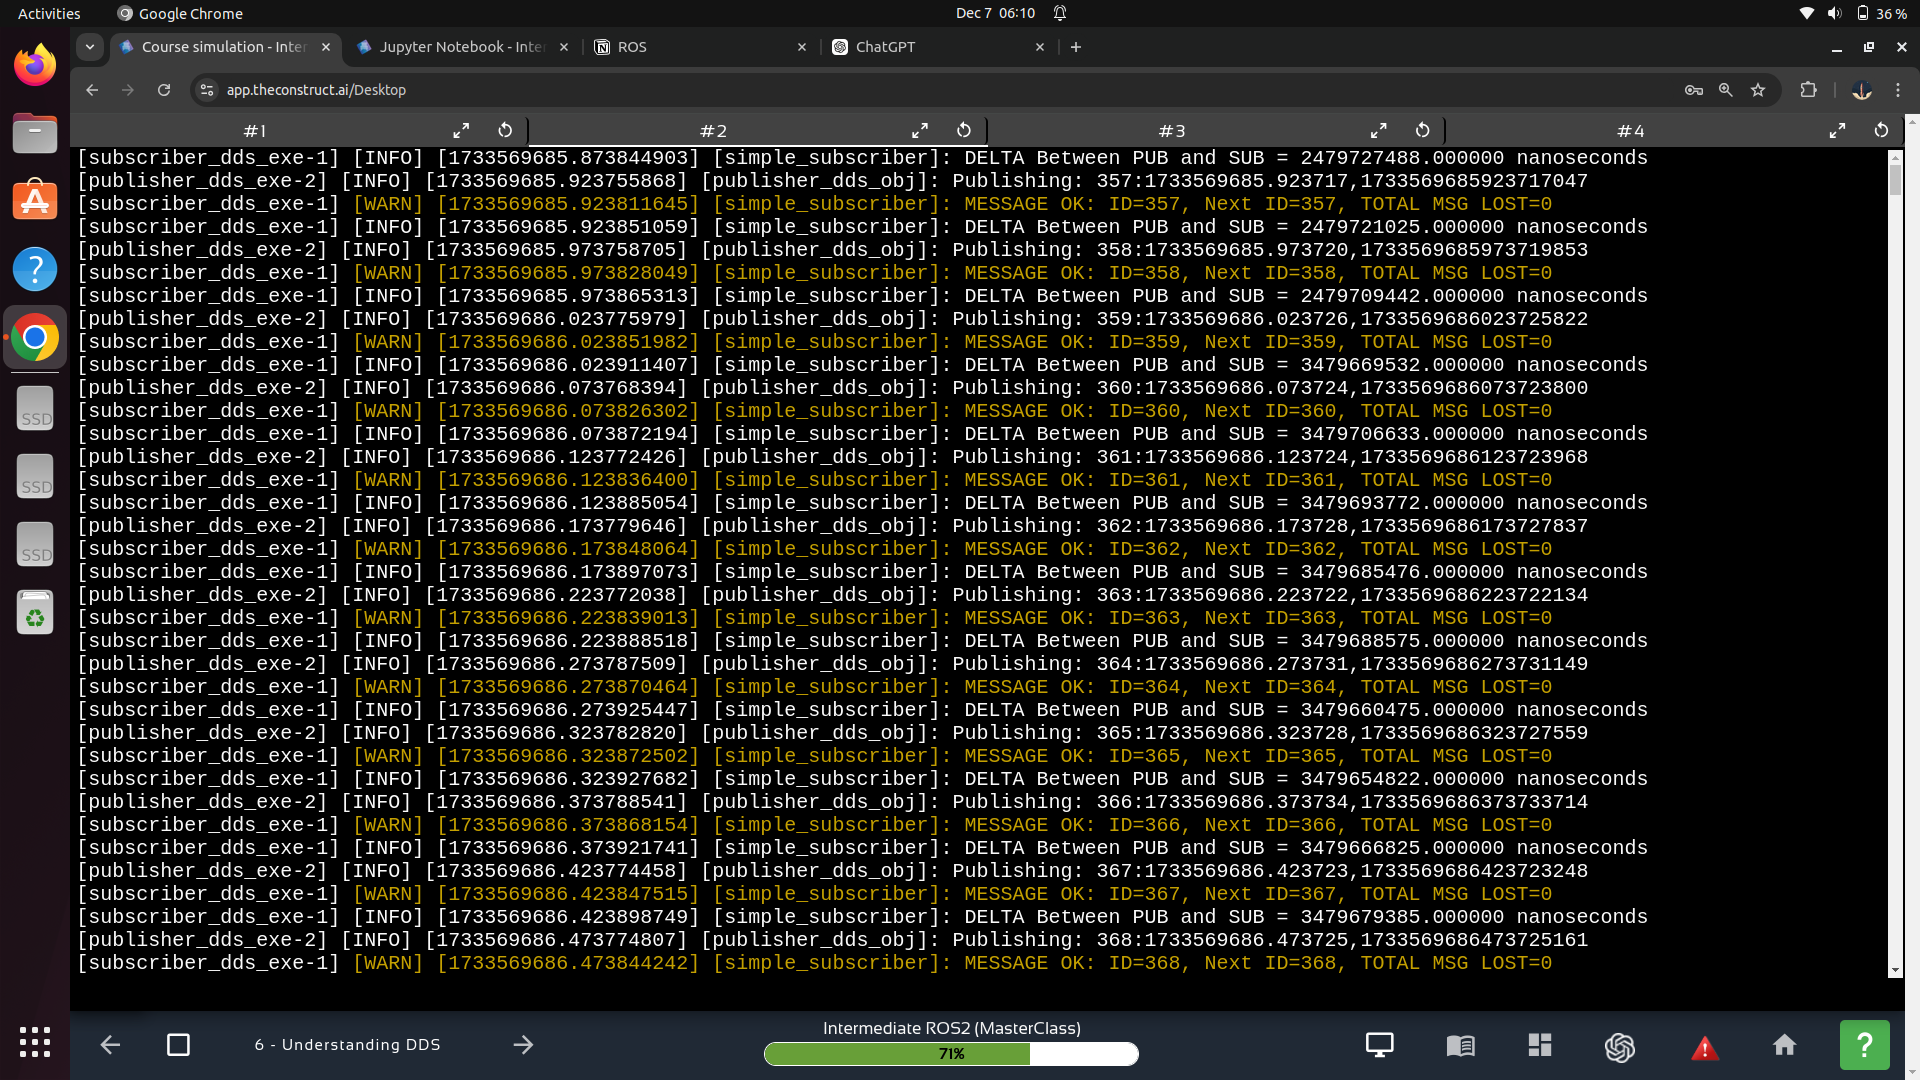 Activities
Google Chrome
Dec 7 06:10
36 %
Course simulation - Inter
Jupyter Notebook - Inte
ROS
ChatGPT
app.theconstruct.ai/Desktop
#1
#2
#3
#4
[subscriber_dds_exe-1] [INFO] [1733569685.873844903] [simple_subscriber]: DELTA Between PUB and SUB = 2479727488.000000 nanoseconds
[publisher_dds_exe-2] [INFO] [1733569685.923755868] [publisher_dds_obj]: Publishing: 357:1733569685.923717,1733569685923717047
[subscriber_dds_exe-1] [WARN] [1733569685.923811645] [simple_subscriber]: MESSAGE OK: ID=357, Next ID=357, TOTAL MSG LOST=0
[subscriber_dds_exe-1] [INFO] [1733569685.923851059] [simple_subscriber]: DELTA Between PUB and SUB = 2479721025.000000 nanoseconds
[publisher_dds_exe-2] [INFO] [1733569685.973758705] [publisher_dds_obj]: Publishing: 358:1733569685.973720,1733569685973719853
[subscriber_dds_exe-1] [WARN] [1733569685.973828049] [simple_subscriber]: MESSAGE OK: ID=358, Next ID=358, TOTAL MSG LOST=0
[subscriber_dds_exe-1] [INFO] [1733569685.973865313] [simple_subscriber]: DELTA Between PUB and SUB = 2479709442.000000 nanoseconds
[publisher_dds_exe-2] [INFO] [1733569686.023775979] [publisher_dds_obj]: Publishing: 359:1733569686.023726,1733569686023725822
[subscriber_dds_exe-1] [WARN] [1733569686.023851982] [simple_subscriber]: MESSAGE OK: ID=359, Next ID=359, TOTAL MSG LOST=0
[subscriber_dds_exe-1] [INFO] [1733569686.023911407] [simple_subscriber]: DELTA Between PUB and SUB = 3479669532.000000 nanoseconds
[publisher_dds_exe-2] [INFO] [1733569686.073768394] [publisher_dds_obj]: Publishing: 360:1733569686.073724,1733569686073723800
[subscriber_dds_exe-1] [WARN] [1733569686.073826302] [simple_subscriber]: MESSAGE OK: ID=360, Next ID=360, TOTAL MSG LOST=0
[subscriber_dds_exe-1] [INFO] [1733569686.073872194] [simple_subscriber]: DELTA Between PUB and SUB = 3479706633.000000 nanoseconds
[publisher_dds_exe-2] [INFO] [1733569686.123772426] [publisher_dds_obj]: Publishing: 361:1733569686.123724,1733569686123723968
[subscriber_dds_exe-1] [WARN] [1733569686.123836400] [simple_subscriber]: MESSAGE OK: ID=361, Next ID=361, TOTAL MSG LOST=0
[subscriber_dds_exe-1] [INFO] [1733569686.123885054] [simple_subscriber]: DELTA Between PUB and SUB = 3479693772.000000 nanoseconds
[publisher_dds_exe-2] [INFO] [1733569686.173779646] [publisher_dds_obj]: Publishing: 362:1733569686.173728,1733569686173727837
[subscriber_dds_exe-1] [WARN] [1733569686.173848064] [simple_subscriber]: MESSAGE OK: ID=362, Next ID=362, TOTAL MSG LOST=0
[subscriber_dds_exe-1] [INFO] [1733569686.173897073] [simple_subscriber]: DELTA Between PUB and SUB = 3479685476.000000 nanoseconds
[publisher_dds_exe-2] [INFO] [1733569686.223772038] [publisher_dds_obj]: Publishing: 363:1733569686.223722,1733569686223722134
[subscriber_dds_exe-1] [WARN] [1733569686.223839013] [simple_subscriber]: MESSAGE OK: ID=363, Next ID=363, TOTAL MSG LOST=0
[subscriber_dds_exe-1] [INFO] [1733569686.223888518] [simple_subscriber]: DELTA Between PUB and SUB = 3479688575.000000 nanoseconds
[publisher_dds_exe-2] [INFO] [1733569686.273787509] [publisher_dds_obj]: Publishing: 364:1733569686.273731,1733569686273731149
[subscriber_dds_exe-1] [WARN] [1733569686.273870464] [simple_subscriber]: MESSAGE OK: ID=364, Next ID=364, TOTAL MSG LOST=0
[subscriber_dds_exe-1] [INFO] [1733569686.273925447] [simple_subscriber]: DELTA Between PUB and SUB = 3479660475.000000 nanoseconds
[publisher_dds_exe-2] [INFO] [1733569686.323782820] [publisher_dds_obj]: Publishing: 365:1733569686.323728,1733569686323727559
[subscriber_dds_exe-1] [WARN] [1733569686.323872502] [simple_subscriber]: MESSAGE OK: ID=365, Next ID=365, TOTAL MSG LOST=0
[subscriber_dds_exe-1] [INFO] [1733569686.323927682] [simple_subscriber]: DELTA Between PUB and SUB = 3479654822.000000 nanoseconds
[publisher_dds_exe-2] [INFO] [1733569686.373788541] [publisher_dds_obj]: Publishing: 366:1733569686.373734,1733569686373733714
[subscriber_dds_exe-1] [WARN] [1733569686.373868154] [simple_subscriber]: MESSAGE OK: ID=366, Next ID=366, TOTAL MSG LOST=0
[subscriber_dds_exe-1] [INFO] [1733569686.373921741] [simple_subscriber]: DELTA Between PUB and SUB = 3479666825.000000 nanoseconds
[publisher_dds_exe-2] [INFO] [1733569686.423774458] [publisher_dds_obj]: Publishing: 367:1733569686.423723,1733569686423723248
[subscriber_dds_exe-1] [WARN] [1733569686.423847515] [simple_subscriber]: MESSAGE OK: ID=367, Next ID=367, TOTAL MSG LOST=0
[subscriber_dds_exe-1] [INFO] [1733569686.423898749] [simple_subscriber]: DELTA Between PUB and SUB = 3479679385.000000 nanoseconds
[publisher_dds_exe-2] [INFO] [1733569686.473774807] [publisher_dds_obj]: Publishing: 368:1733569686.473725,1733569686473725161
[subscriber_dds_exe-1] [WARN] [1733569686.473844242] [simple_subscriber]: MESSAGE OK: ID=368, Next ID=368, TOTAL MSG LOST=0
SSD
SSD
SSD
6 - Understanding DDS
Intermediate ROS2 (MasterClass)
71%
?